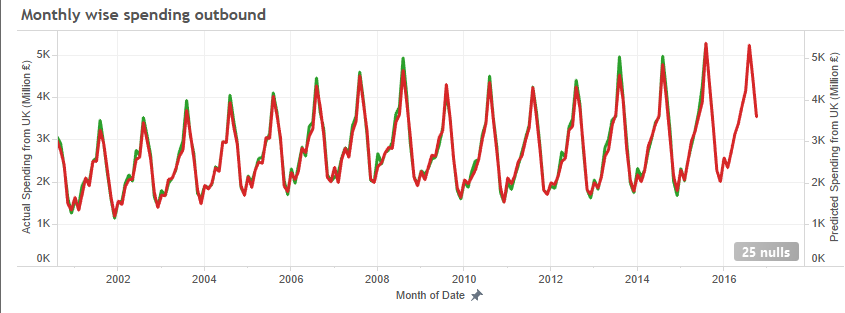 Monthly wise spending outbound
Actual Spending from UK (Million £)
5K
4K
3K
2K
1K
0K
5K
4K
3K
2K
1K
0K
Predicted Spending from UK (Million £)
25 nulls
2002 2004 2006 2008 2010 2012 2014 2016
Month of Date